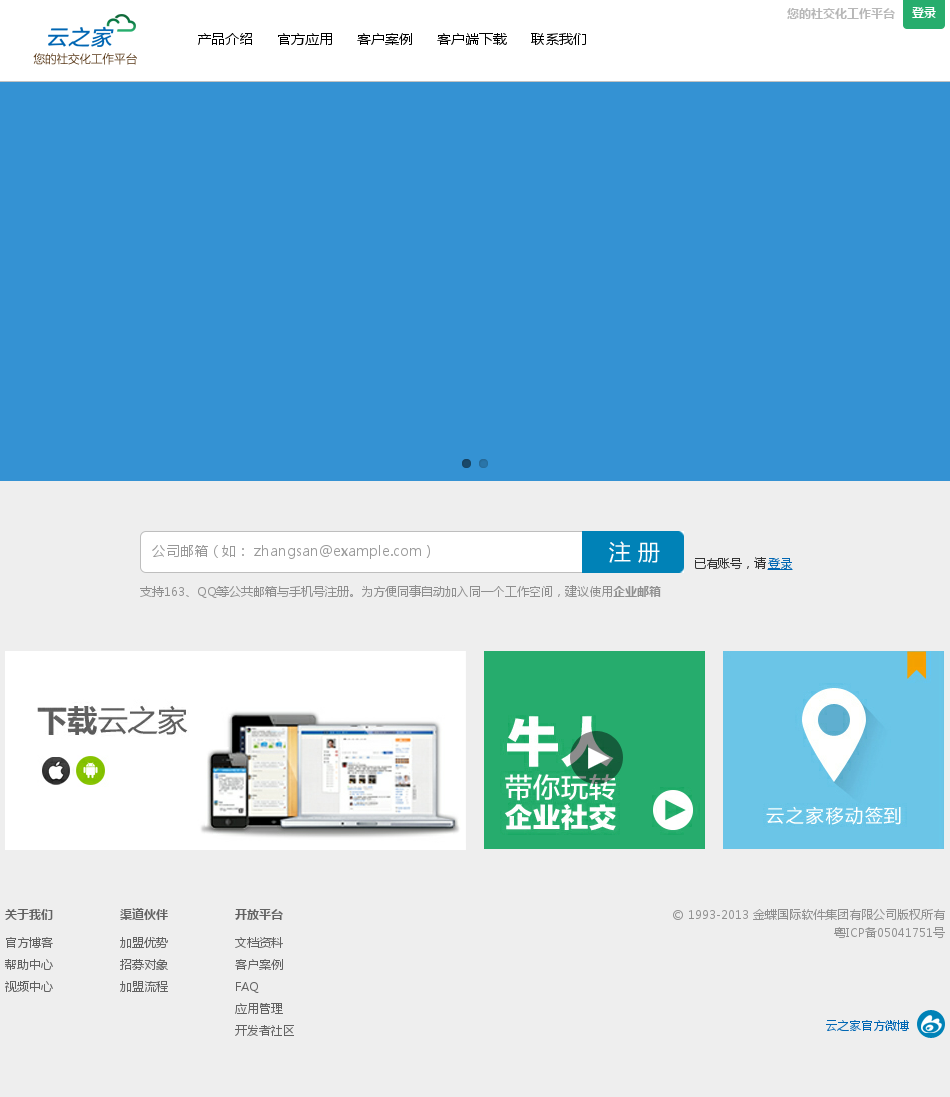 您的社交化工作平台
登录
云之家
您的社交化工作平台
产品介绍 官方应用 客户案例 客户端下载 联系我们
公司邮箱 ( 如： zhangsan@example.com )
注 册
已有账号，请登录
支持163、QQ等公共邮箱与手机号注册。为方便同事自动加入同一个工作空间，建议使用企业邮箱
下载云之家
牛人
带你玩转
企业社交
云之家移动签到
关于我们
官方博客
帮助中心
视频中心
渠道伙伴
加盟优势
招募对象
加盟流程
开放平台
文档资料
客户案例
FAQ
应用管理
开发者社区
© 1993-2013 金蝶国际软件集团有限公司版权所有
粤ICP备05041751号
云之家官方微博